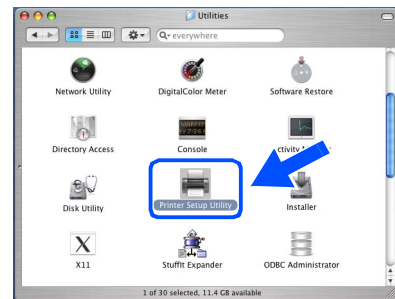 Utilities
everywhere
Network Utility
DigitalColor Meter
Software Restore
Directory Access
Console
Disk Utility
Printer Setup Utility
Installer
X11
StuffIt Expander
ODBC Administrator
1 of 30 selected, 11.4 GB available